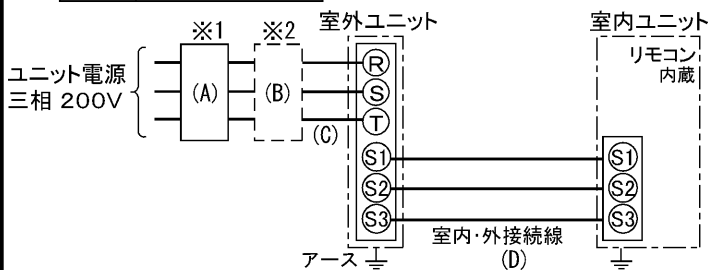 ※1
※2
室外ユニット
室内ユニット
ユニット電源
三相 200V
(A)
(B)
(C)
R
S
T
リモコン
内蔵
S1
S2
S3
S1
S2
S3
室内・外接続線
(D)
アース